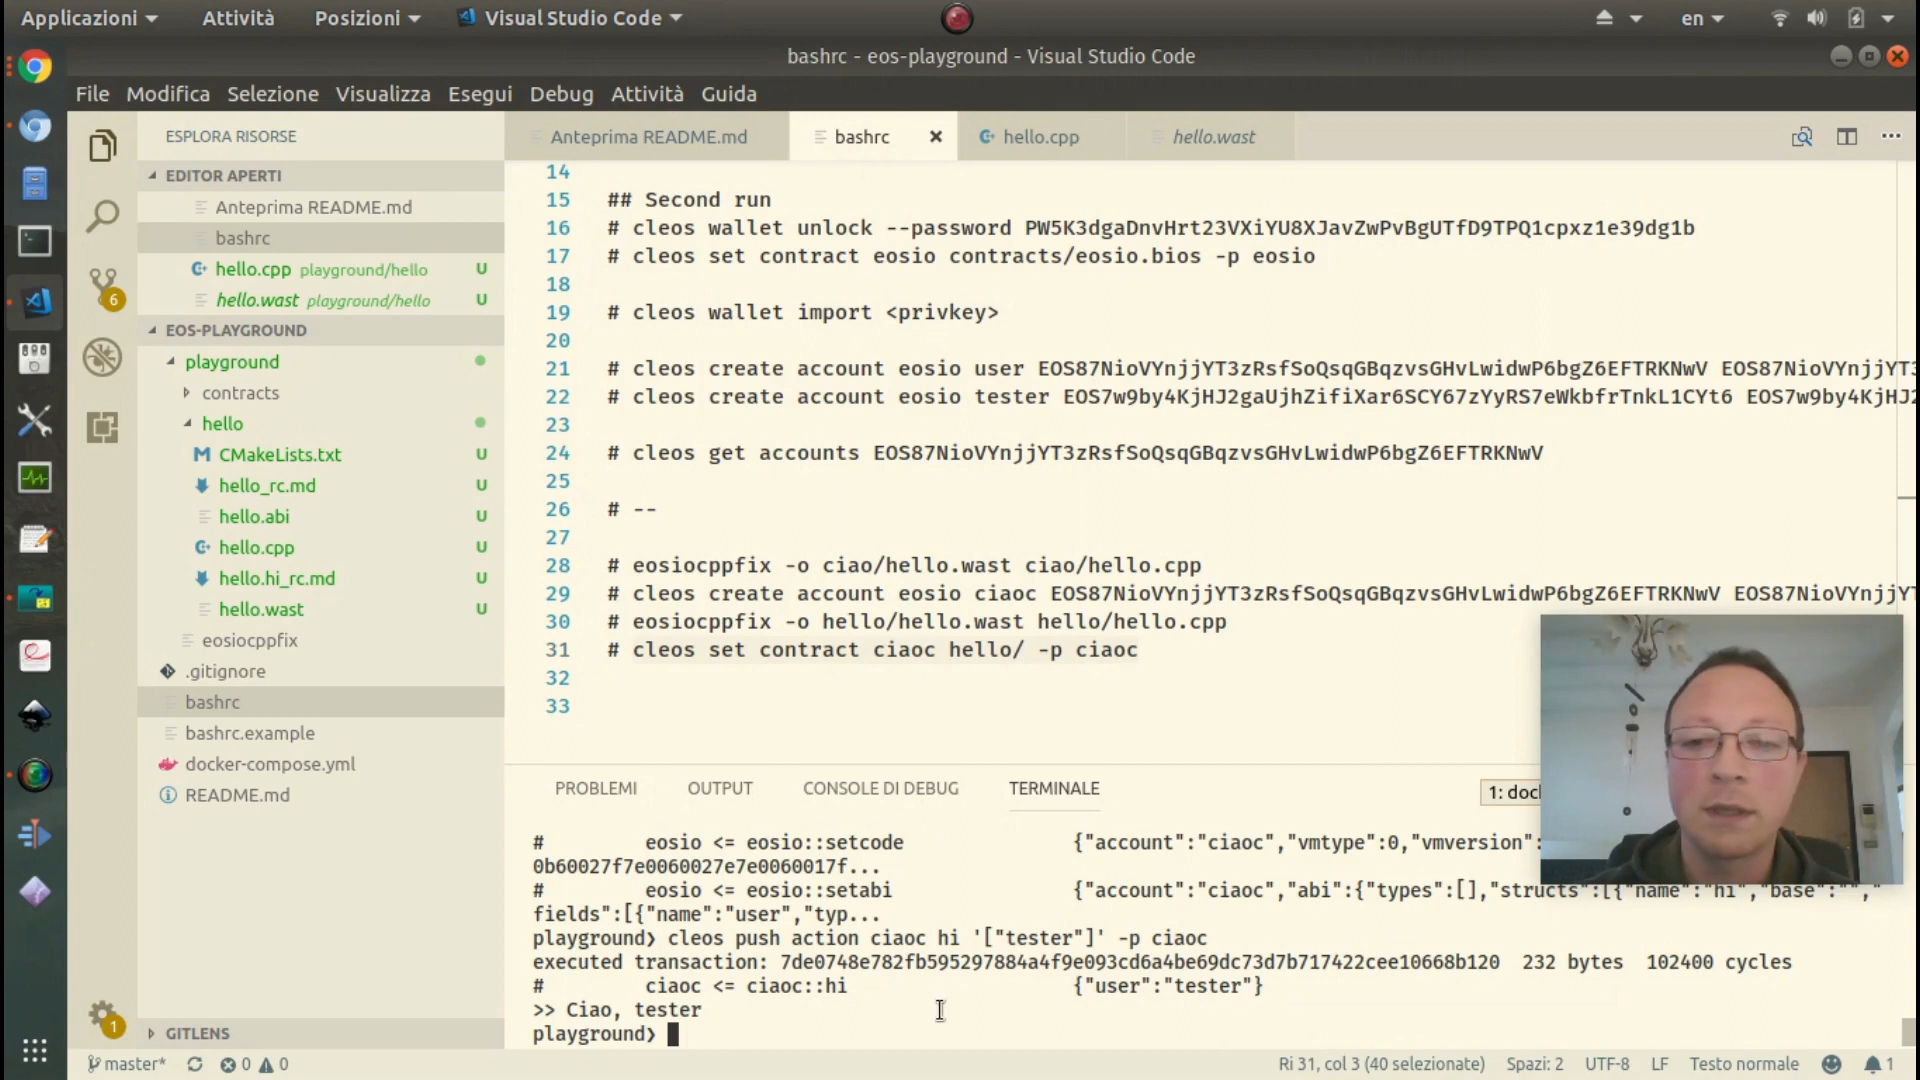 Applicazioni
Attività
Posizioni
Visual Studio Code
en
bashrc - eos-playground - Visual Studio Code
File Modifica Selezione Visualizza Esegui Debug Attività Guida
ESPLORA RISORSE
EDITOR APERTI
Anteprima README.md
bashrc
hello.cpp playground/hello U
hello.wast playground/hello U
EOS-PLAYGROUND
playground
contracts
hello
CMakeLists.txt U
hello_rc.md U
hello.abi U
hello.cpp U
hello.hi_rc.md U
hello.wast U
eosiocppfix
.gitignore
bashrc
bashrc.example
docker-compose.yml
README.md
GITLENS
6
1
Anteprima README.md
bashrc
hello.cpp
hello.wast
14
15 ## Second run
16 # cleos wallet unlock --password PW5K3dgaDnvHrt23VXiYU8XJavZwPvBgUTfD9TPQ1cpxz1e39dg1b
17 # cleos set contract eosio contracts/eosio.bios -p eosio
18
19 # cleos wallet import <privkey>
20
21 # cleos create account eosio user EOS87NioVYnjjYT3zRsfSoQsqGBqzvsGHvLwidwP6bgZ6EFTRKNwV EOS87NioVYnjjYT3
22 # cleos create account eosio tester EOS7w9by4KjHJ2gaUjhZifiXar6SCY67zYyRS7eWkbfrTnkL1CYt6 EOS7w9by4KjHJ2
23
24 # cleos get accounts EOS87NioVYnjjYT3zRsfSoQsqGBqzvsGHvLwidwP6bgZ6EFTRKNwV
25
26 # --
27
28 # eosiocppfix -o ciao/hello.wast ciao/hello.cpp
29 # cleos create account eosio ciaoc EOS87NioVYnjjYT3zRsfSoQsqGBqzvsGHvLwidwP6bgZ6EFTRKNwV EOS87NioVYnjjYT
30 # eosiocppfix -o hello/hello.wast hello/hello.cpp
31 # cleos set contract ciaoc hello/ -p ciaoc
32
33
PROBLEMI OUTPUT CONSOLE DI DEBUG TERMINALE
1: doc
# eosio <= eosio::setcode {"account":"ciaoc","vmtype":0,"vmversion":
0b60027f7e0060027e7e0060017f...
# eosio <= eosio::setabi {"account":"ciaoc","abi":{"types":[],"structs":[{"name":"hi","base":"","
fields":[{"name":"user","typ...
playground❯ cleos push action ciaoc hi '["tester"]' -p ciaoc
executed transaction: 7de0748e782fb595297884a4f9e093cd6a4be69dc73d7b717422cee10668b120 232 bytes 102400 cycles
# ciaoc <= ciaoc::hi {"user":"tester"}
>> Ciao, tester
playground❯
master* 0 0
Ri 31, col 3 (40 selezionate) Spazi: 2 UTF-8 LF Testo normale 1